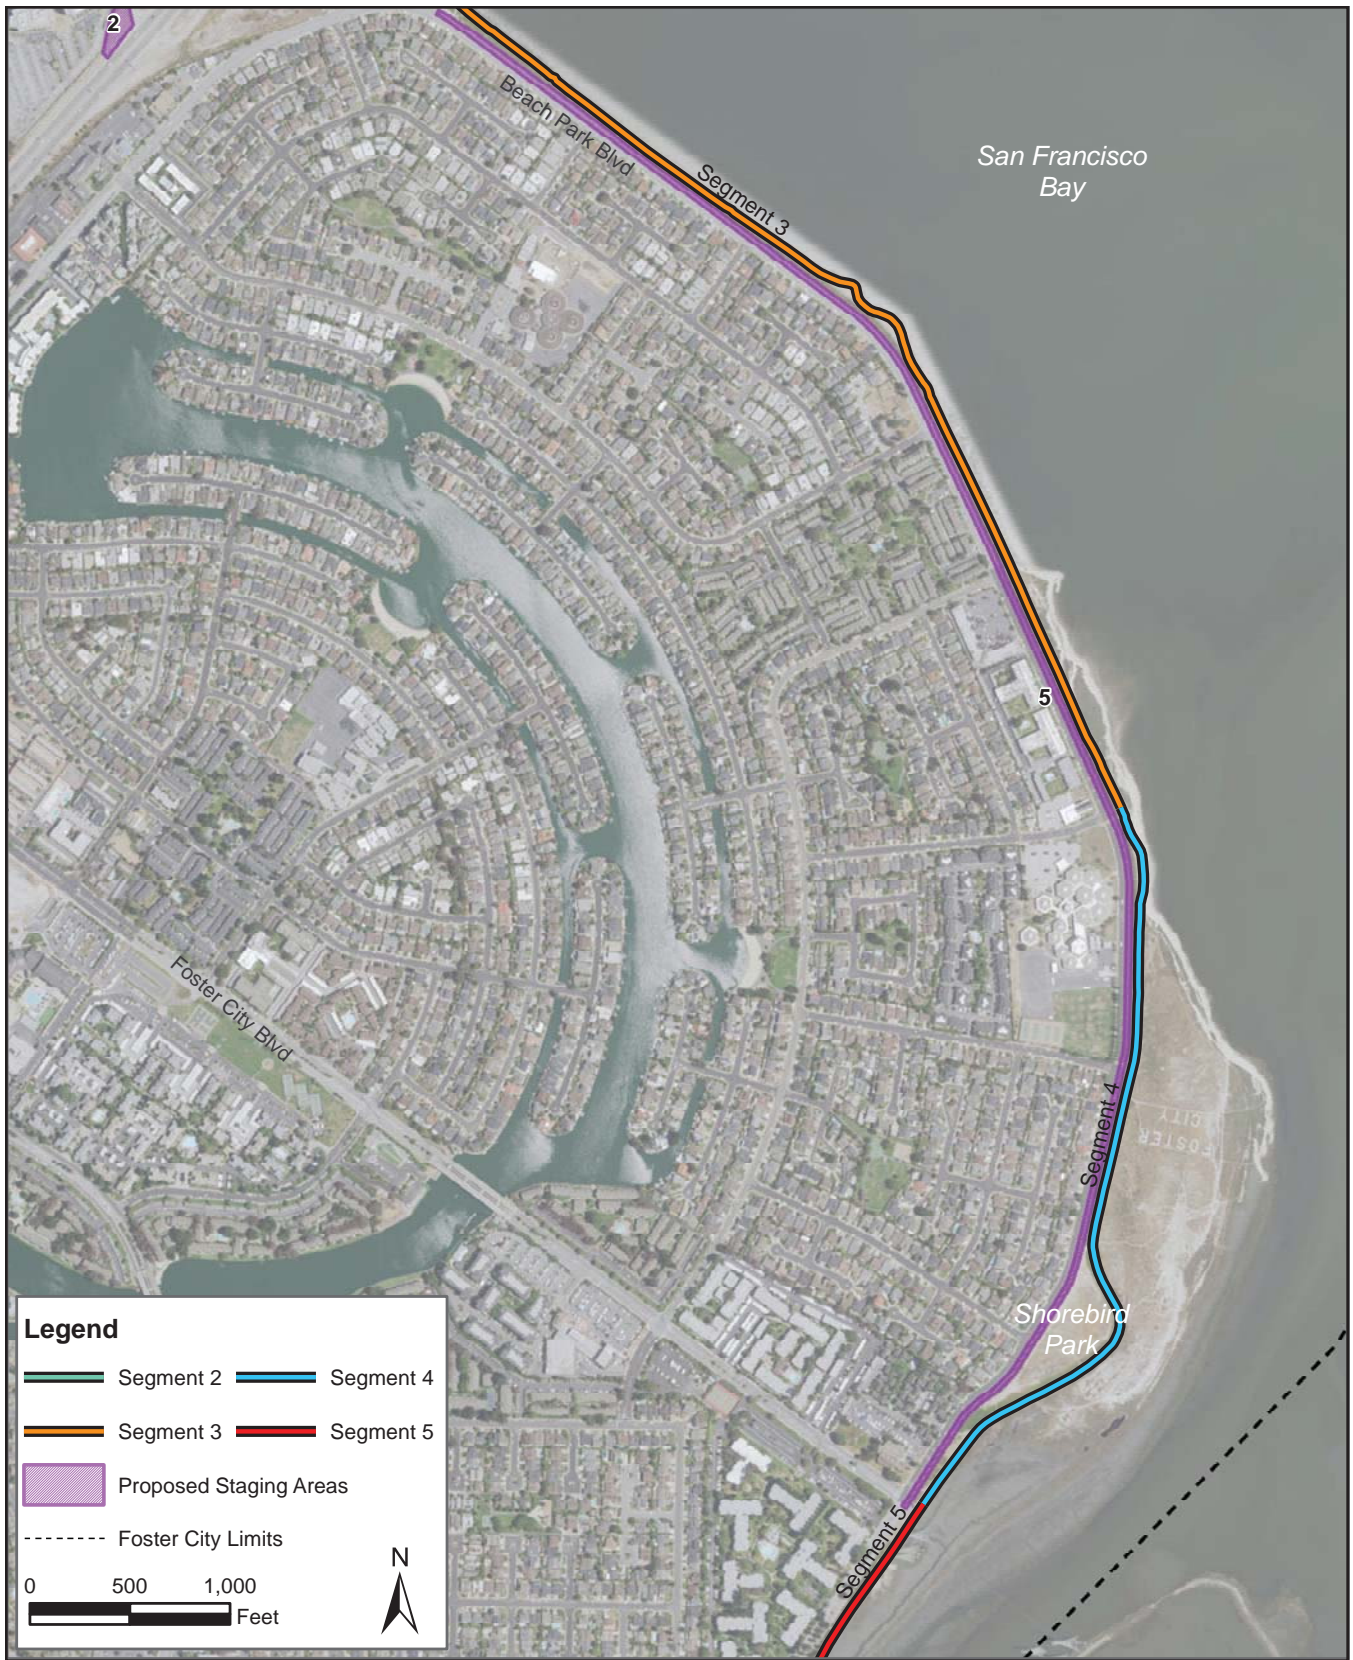 2
Beach Park Blvd
Segment 3
San Francisco
Bay
5
Foster City Blvd
Segment 4
FOSTER
CITY
Shorebird
Park
Segment 5
Legend
Segment 2
Segment 4
Segment 3
Segment 5
Proposed Staging Areas
Foster City Limits
N
0 500 1,000
Feet